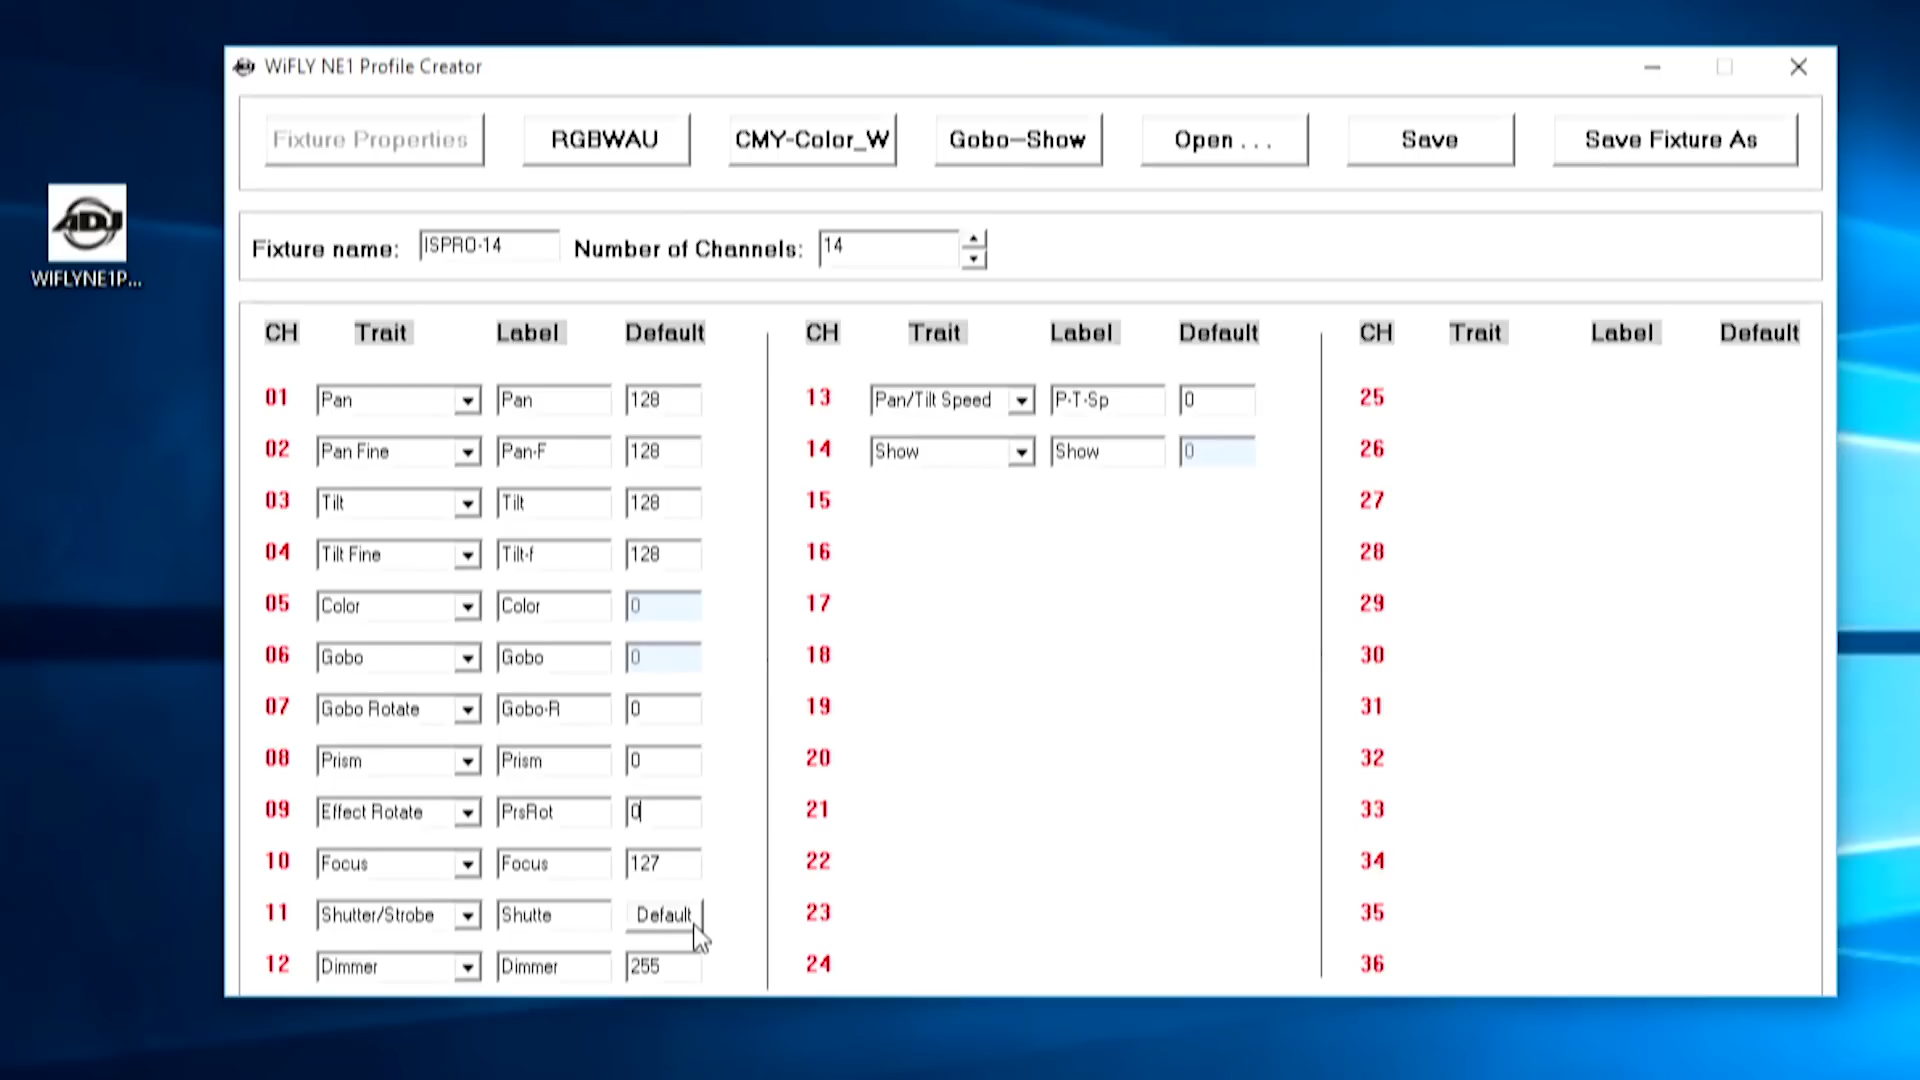 WiFLY NE1 Profile Creator
Fixture Properties RGBWAU CMY-Color_W Gobo-Show Open . . . Save Save Fixture As
ADJ
WIFLYNE1P...
Fixture name: ISPRO-14 Number of Channels: 14
CH Trait Label Default CH Trait Label Default CH Trait Label Default
01 Pan Pan 128 13 Pan/Tilt Speed P-T-Sp 0 25
02 Pan Fine Pan-F 128 14 Show Show 0 26
03 Tilt Tilt 128 15 27
04 Tilt Fine Tilt-f 128 16 28
05 Color Color 0 17 29
06 Gobo Gobo 0 18 30
07 Gobo Rotate Gobo-R 0 19 31
08 Prism Prism 0 20 32
09 Effect Rotate PrsRot 0 21 33
10 Focus Focus 127 22 34
11 Shutter/Strobe Shutte Default 23 35
12 Dimmer Dimmer 255 24 36